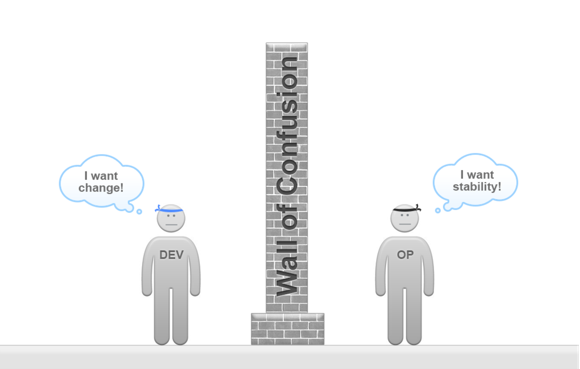 I want
change!
DEV
Wall of Confusion
I want
stability!
OP